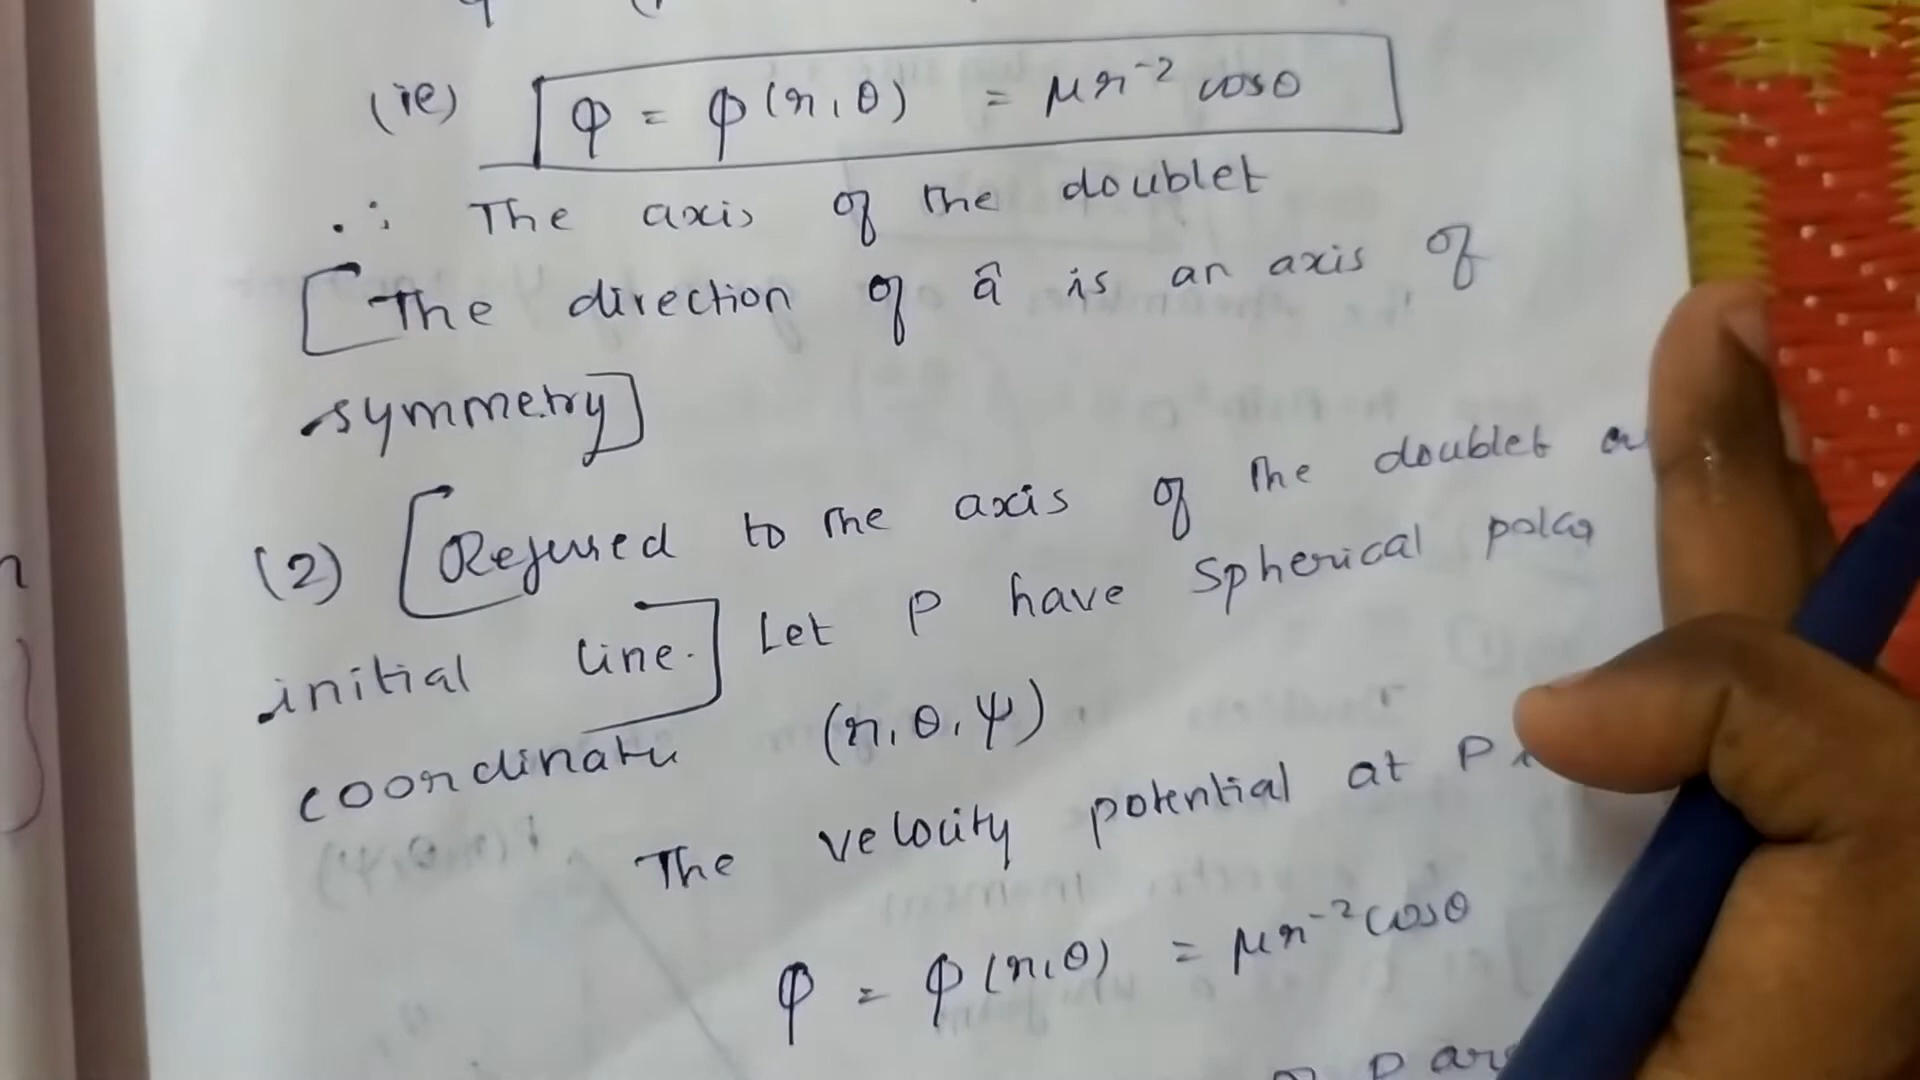 (ie) φ = φ(r, θ) = μr⁻² cosθ
∴ The axis of the doublet
[The direction of â is an axis of
symmetry]
(2) [Referred to the axis of the doublet
initial line.] Let P have spherical polar
coordinate (r, θ, ψ)
The velocity potential at P
φ = φ(r, θ) = μr⁻² cosθ
P are